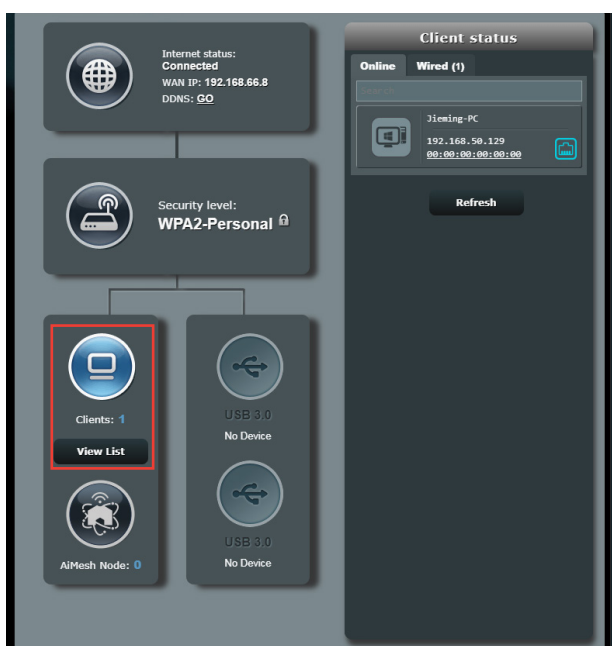 Internet status:
Connected
WAN IP: 192.168.66.8
DDNS: GO
Security level:
WPA2-Personal
Clients: 1
View List
AiMesh Node: 0
USB 3.0
No Device
USB 3.0
No Device
Client status
Online Wired (1)
Search
Jieming-PC
192.168.50.129
00:00:00:00:00:00
Refresh